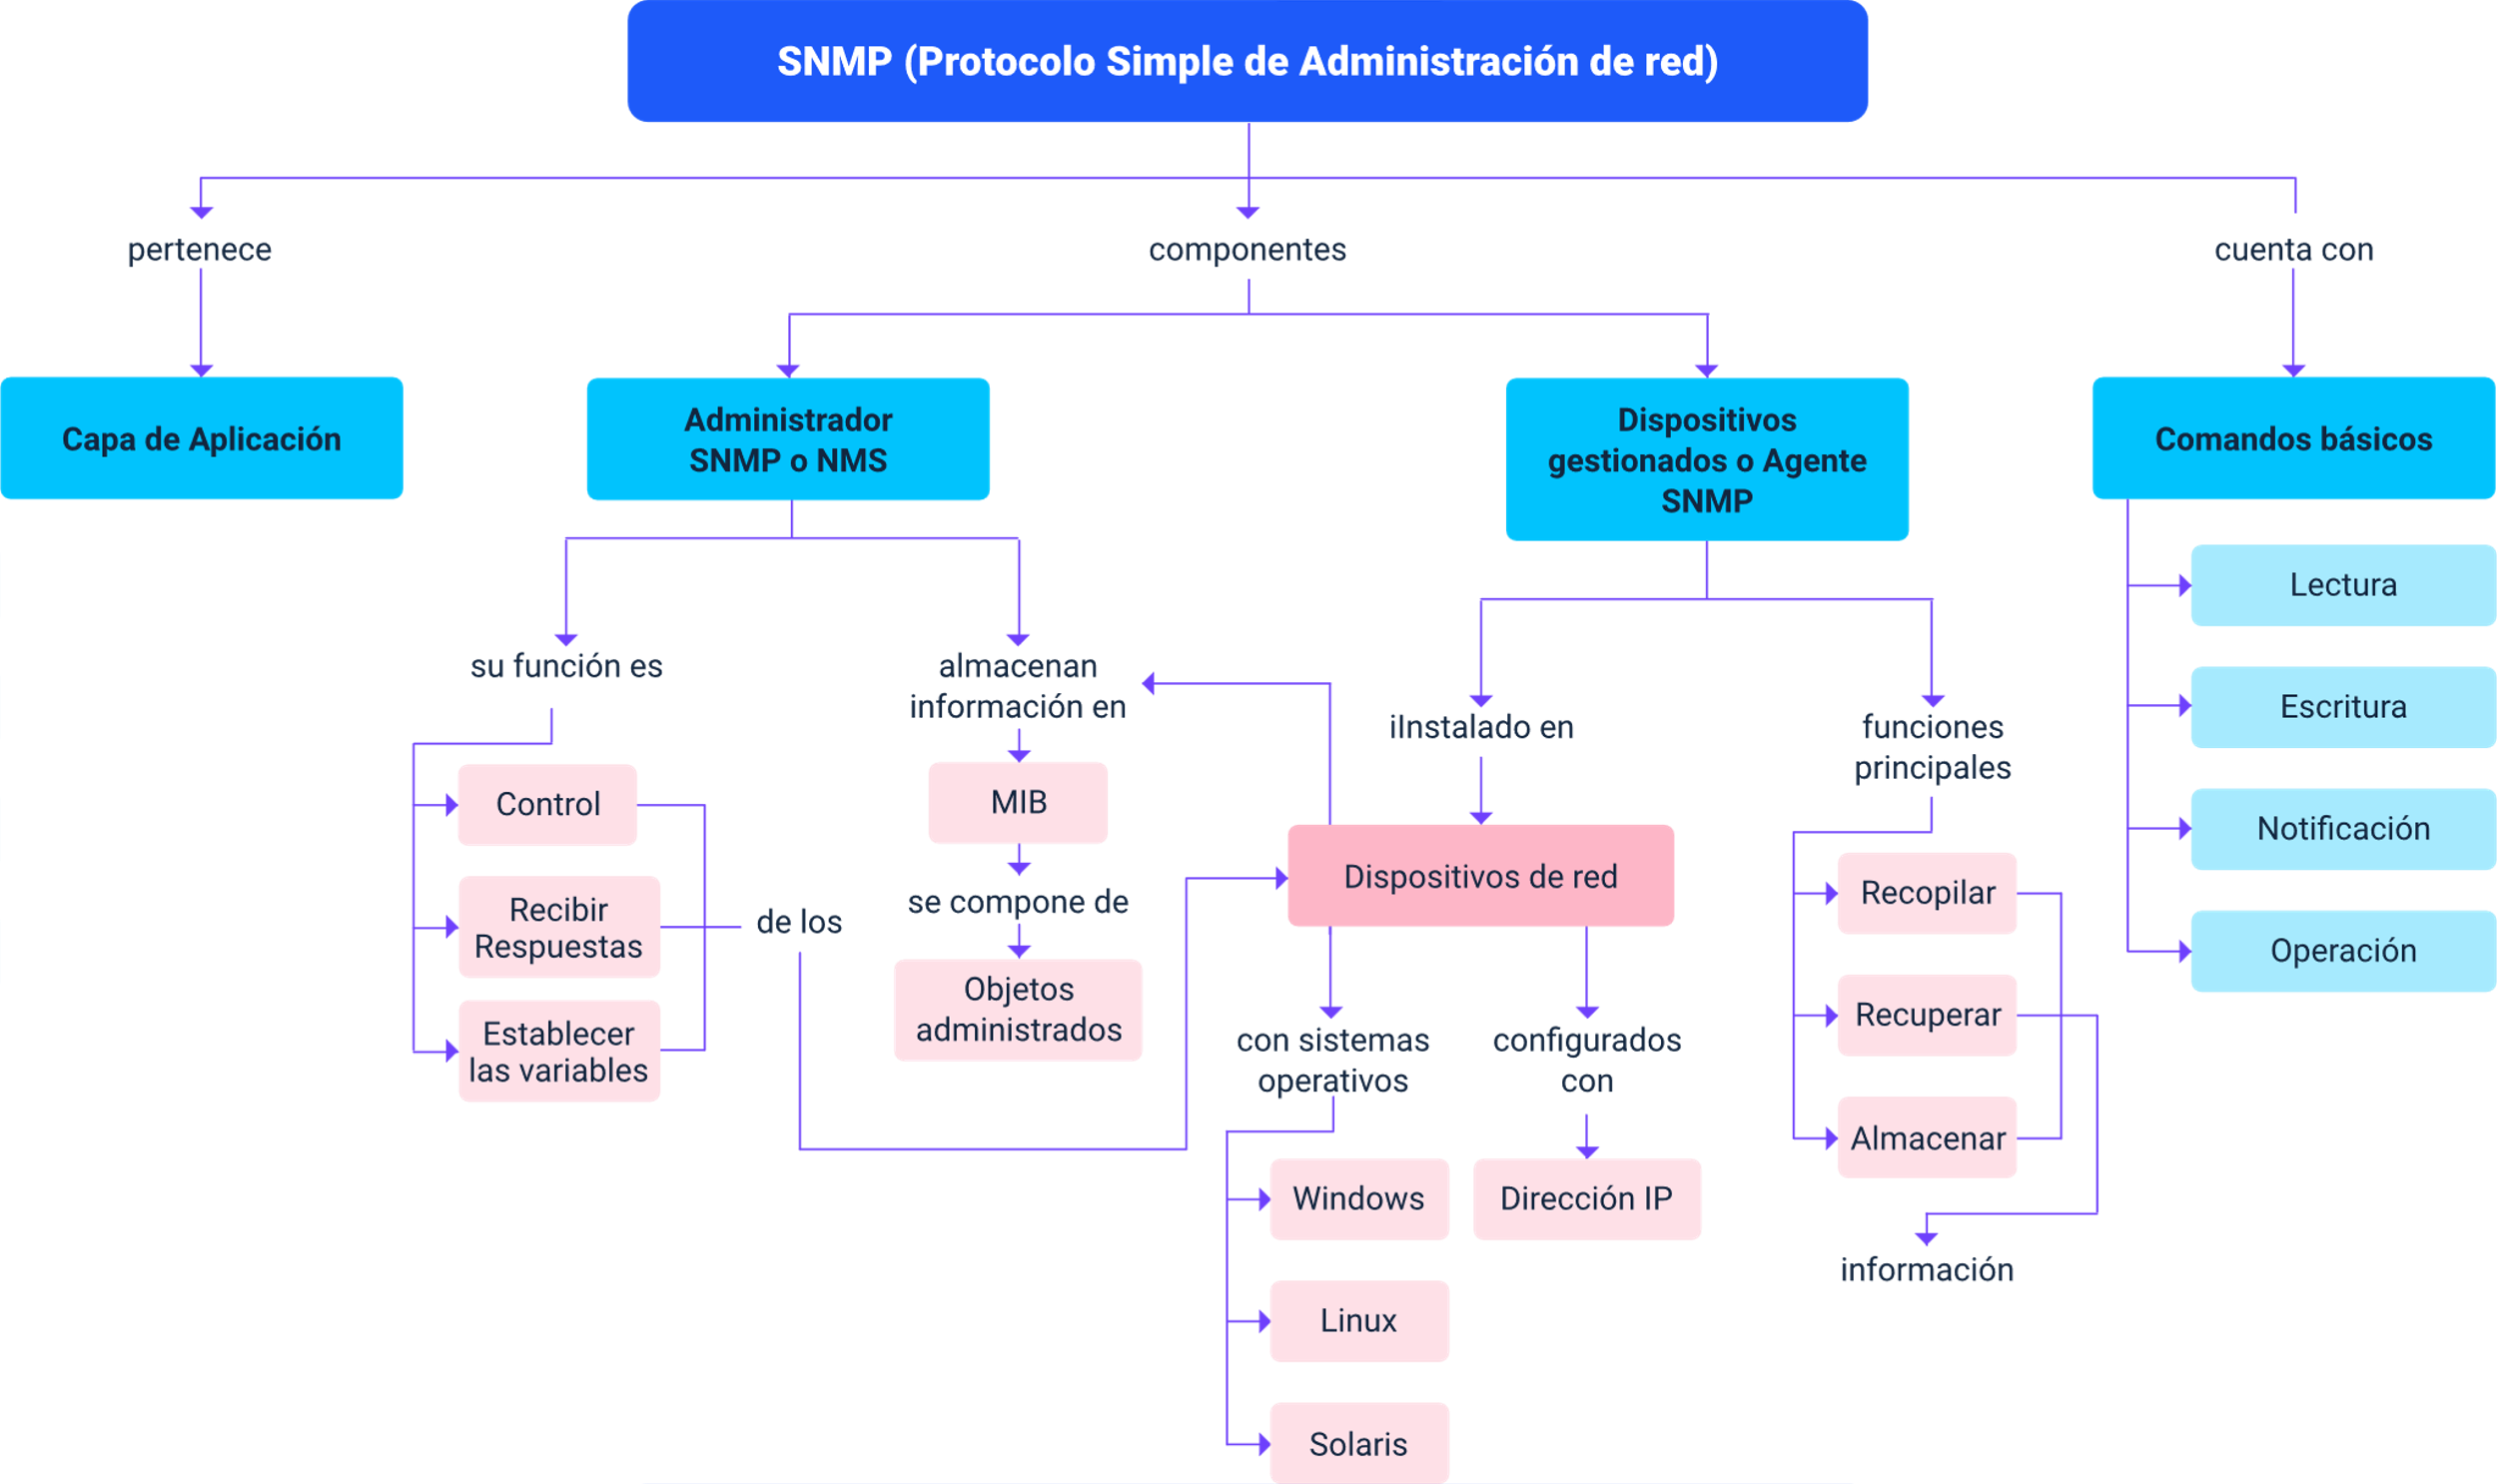 SNMP (Protocolo Simple de Administración de red)
pertenece
componentes
cuenta con
Capa de Aplicación
Administrador
SNMP o NMS
Dispositivos
gestionados o Agente
SNMP
Comandos básicos
Lectura
Escritura
Notificación
Operación
su función es
Control
Recibir
Respuestas
Establecer
las variables
de los
almacenan
información en
MIB
se compone de
Objetos
administrados
iInstalado en
Dispositivos de red
con sistemas
operativos
Windows
Linux
Solaris
configurados
con
Dirección IP
funciones
principales
Recopilar
Recuperar
Almacenar
información